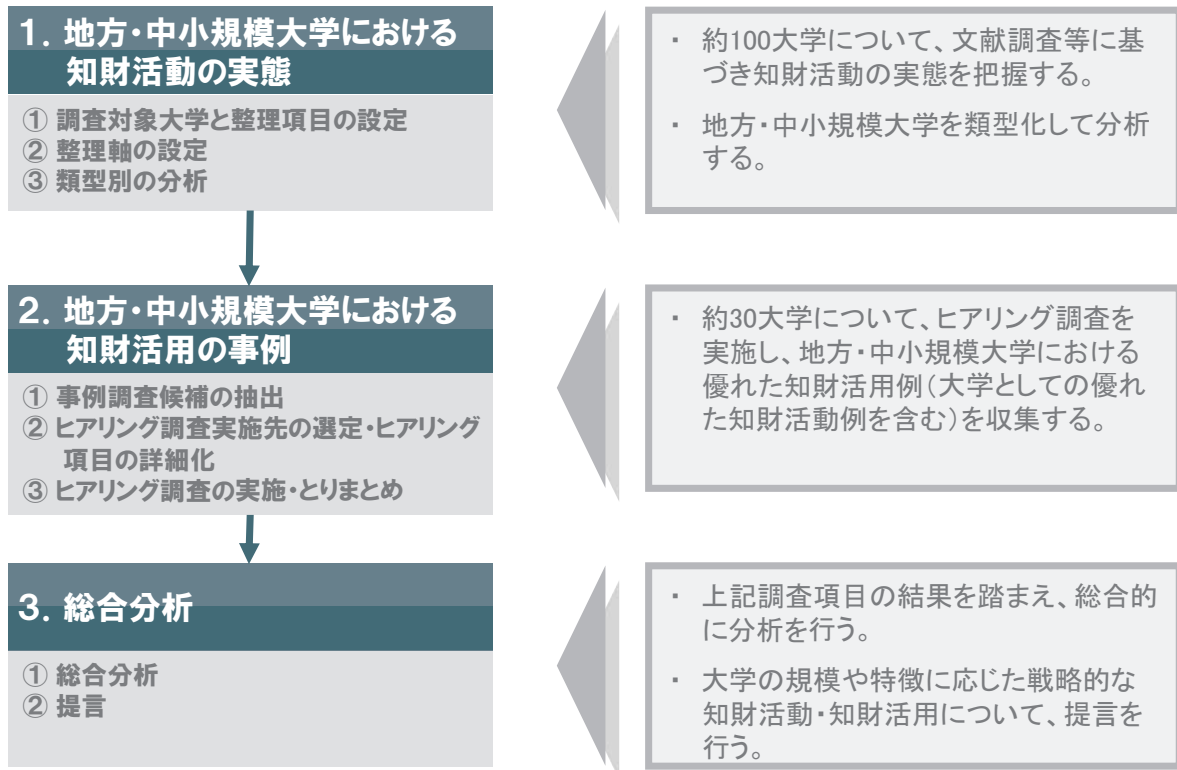 1. 地方・中小規模大学における
知財活動の実態
① 調査対象大学と整理項目の設定
② 整理軸の設定
③ 類型別の分析
・ 約100大学について、文献調査等に基
づき知財活動の実態を把握する。
・ 地方・中小規模大学を類型化して分析
する。
2. 地方・中小規模大学における
知財活用の事例
① 事例調査候補の抽出
② ヒアリング調査実施先の選定・ヒアリング
項目の詳細化
③ ヒアリング調査の実施・とりまとめ
・ 約30大学について、ヒアリング調査を
実施し、地方・中小規模大学における
優れた知財活用例(大学としての優れ
た知財活動例を含む)を収集する。
3. 総合分析
① 総合分析
② 提言
・ 上記調査項目の結果を踏まえ、総合的
に分析を行う。
・ 大学の規模や特徴に応じた戦略的な
知財活動・知財活用について、提言を
行う。